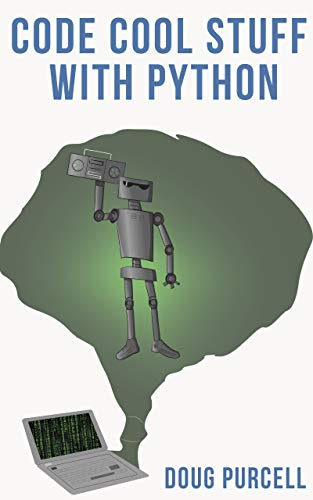 CODE COOL STUFF
WITH PYTHON
DOUG PURCELL